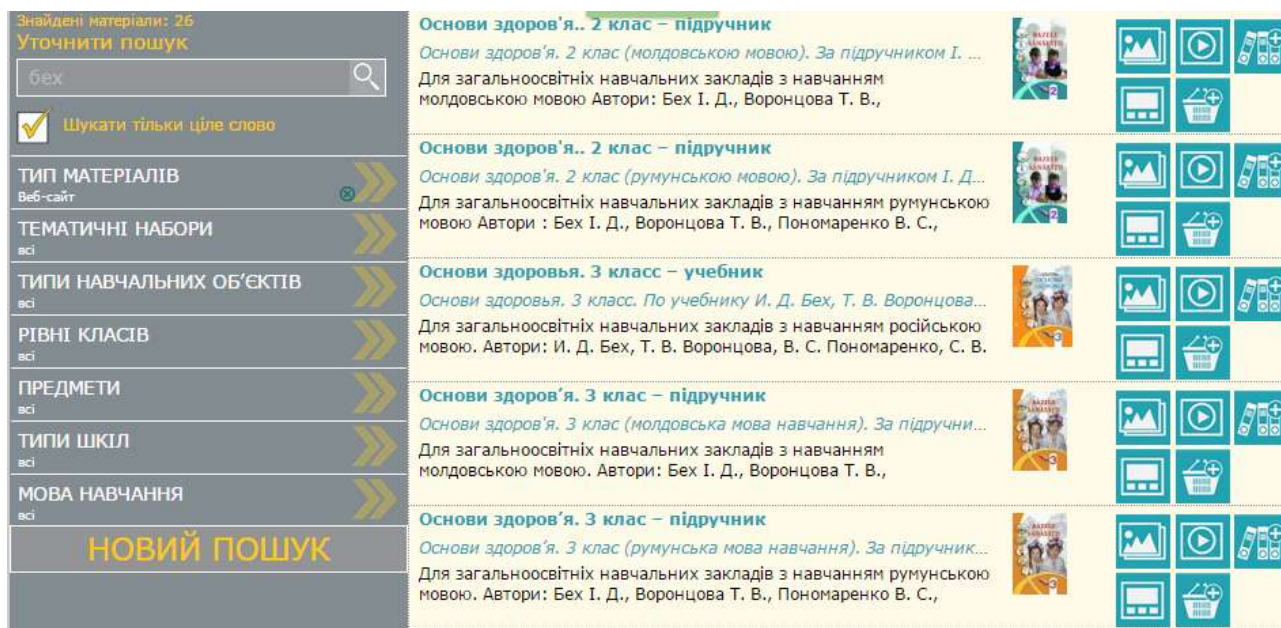 Знайдені матеріали: 26
Уточнити пошук
бех
Шукати тільки ціле слово
ТИП МАТЕРІАЛІВ
Веб-сайт
ТЕМАТИЧНІ НАБОРИ
всі
ТИПИ НАВЧАЛЬНИХ ОБ’ЄКТІВ
всі
РІВНІ КЛАСІВ
всі
ПРЕДМЕТИ
всі
ТИПИ ШКІЛ
всі
МОВА НАВЧАННЯ
всі
НОВИЙ ПОШУК
Основи здоров'я.. 2 клас – підручник
Основи здоров’я. 2 клас (молдовською мовою). За підручником І. ...
Для загальноосвітніх навчальних закладів з навчанням
молдовською мовою Автори: Бех І. Д., Воронцова Т. В.,
Основи здоров'я.. 2 клас – підручник
Основи здоров’я. 2 клас (румунською мовою). За підручником І. Д...
Для загальноосвітніх навчальних закладів з навчанням румунською
мовою Автори : Бех І. Д., Воронцова Т. В., Пономаренко В. С.,
Основы здоровья. 3 класс – учебник
Основы здоровья. 3 класс. По учебнику И. Д. Бех, Т. В. Воронцова...
Для загальноосвітніх навчальних закладів з навчанням російською
мовою. Автори: И. Д. Бех, Т. В. Воронцова, В. С. Пономаренко, С. В.
Основи здоров’я. 3 клас – підручник
Основи здоров’я. 3 клас (молдовська мова навчання). За підручни...
Для загальноосвітніх навчальних закладів з навчанням
молдовською мовою. Автори: Бех І. Д., Воронцова Т. В.,
Основи здоров’я. 3 клас – підручник
Основи здоров’я. 3 клас (румунська мова навчання). За підручник...
Для загальноосвітніх навчальних закладів з навчанням румунською
мовою. Автори: Бех І. Д., Воронцова Т. В., Пономаренко В. С.,